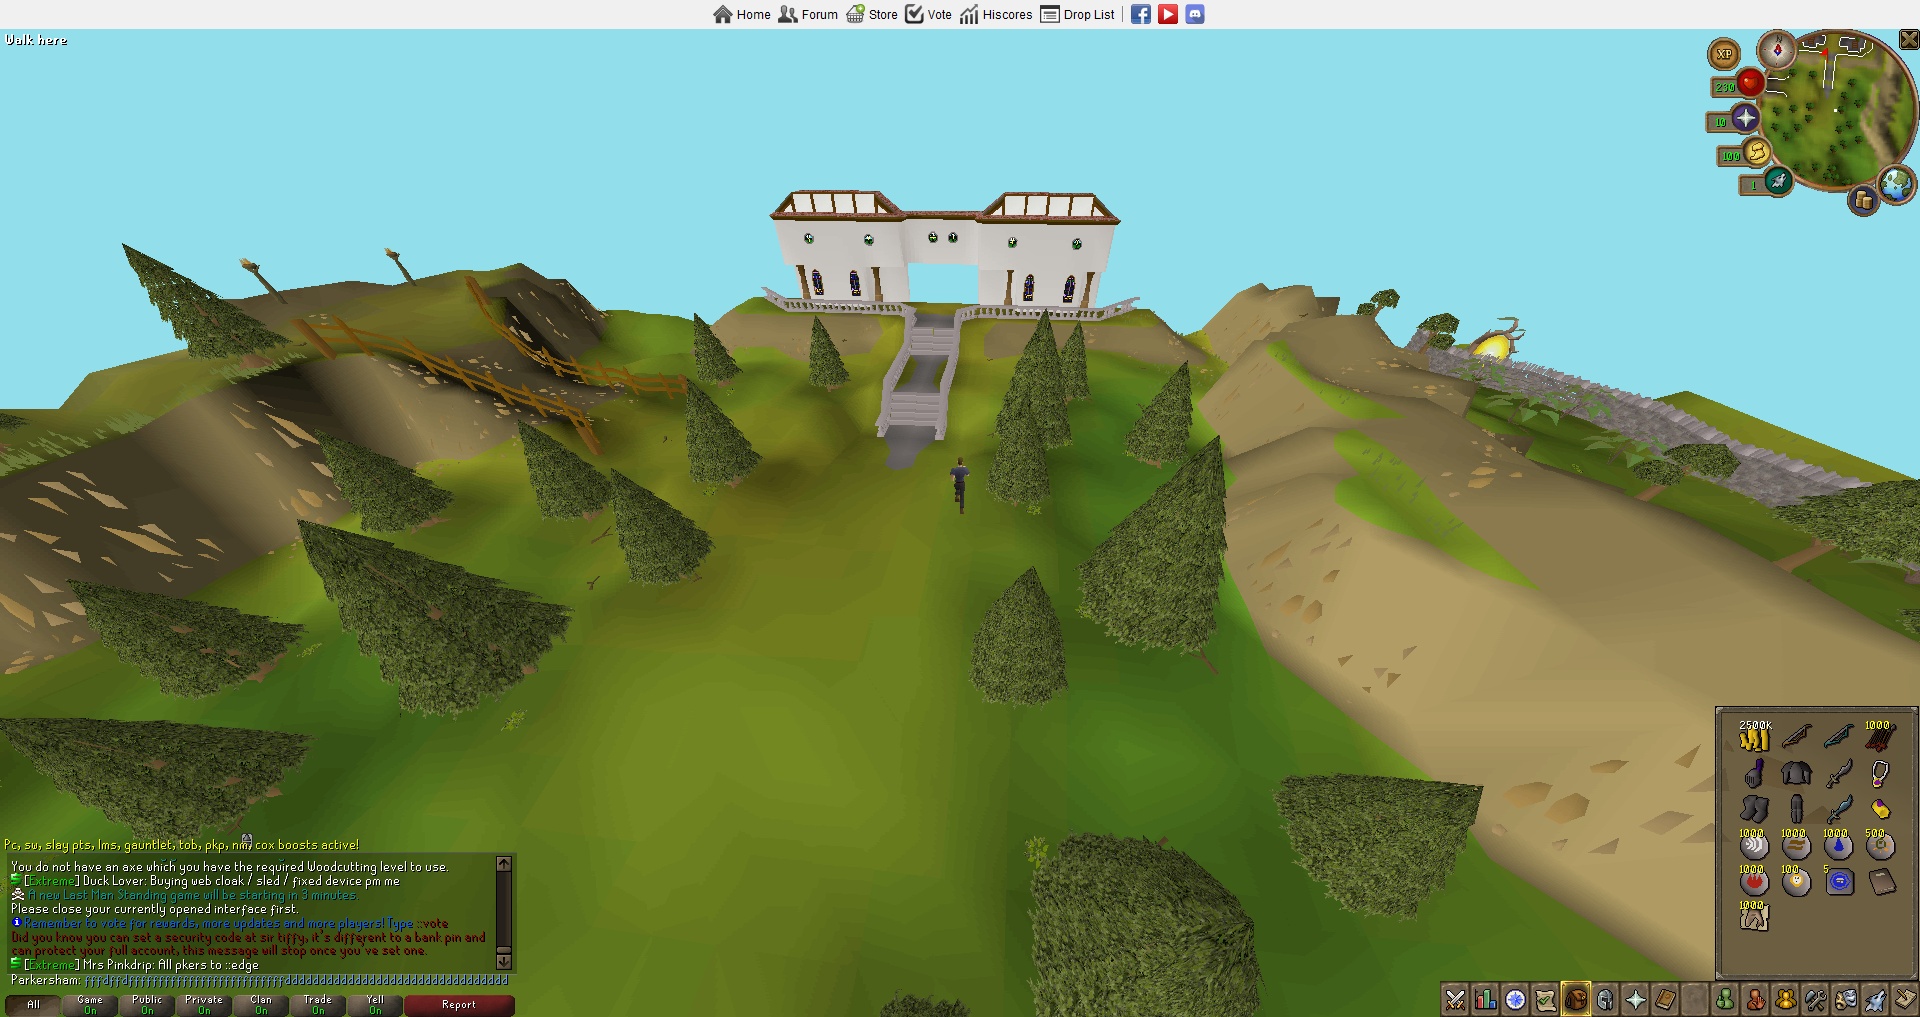 Home Forum Store Vote Hiscores Drop List
Walk here
XP
N
230
10
100
1
2500K 1000
1000 1000 1000 500
1000 100 5
1000
Pc, sw, slay pts, lms, gauntlet, tob, pkp, nm, cox boosts active!
You do not have an axe which you have the required Woodcutting level to use.
[Extreme] Duck Lover: Buying web cloak / sled / fixed device pm me
A new Last Man Standing game will be starting in 3 minutes.
Please close your currently opened interface first.
Remember to vote for rewards, more updates and more players! Type ::vote
Did you know you can set a security code at sir tiffy, it's different to a bank pin and
can protect your full account, this message will stop once you've set one.
[Extreme] Mrs Pinkdrip: All pkers to ::edge
Parkersham:
All Game Public Private Clan Trade Yell Report
On On On On On On